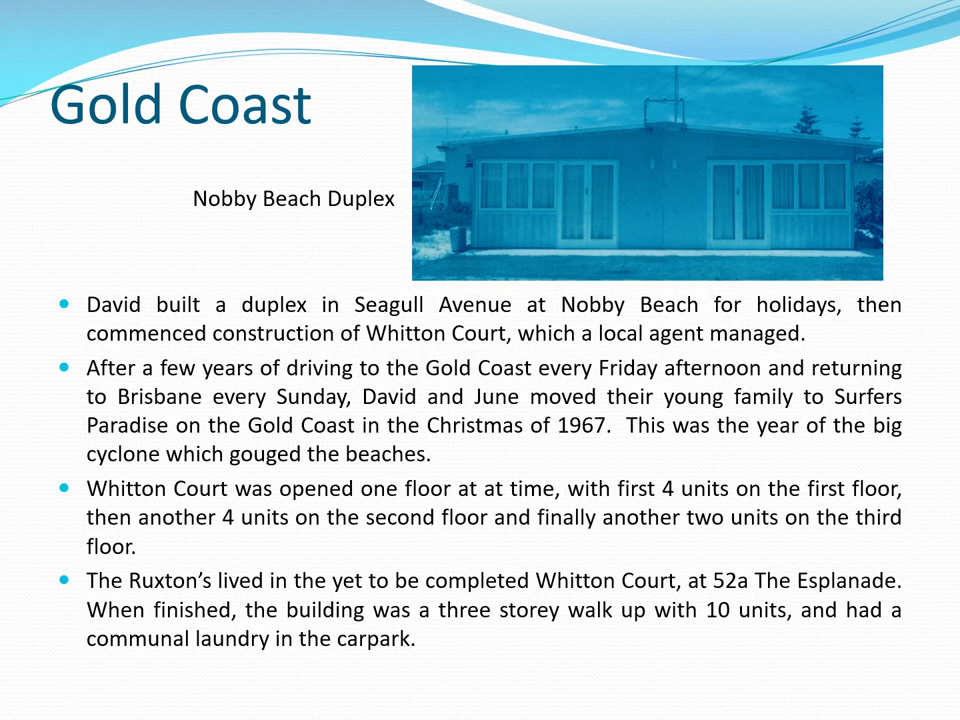 Gold Coast
Nobby Beach Duplex
David built a duplex in Seagull Avenue at Nobby Beach for holidays, then
commenced construction of Whitton Court, which a local agent managed.
After a few years of driving to the Gold Coast every Friday afternoon and returning
to Brisbane every Sunday, David and June moved their young family to Surfers
Paradise on the Gold Coast in the Christmas of 1967.  This was the year of the big
cyclone which gouged the beaches.
Whitton Court was opened one floor at at time, with first 4 units on the first floor,
then another 4 units on the second floor and finally another two units on the third
floor.
The Ruxton’s lived in the yet to be completed Whitton Court, at 52a The Esplanade.
When finished, the building was a three storey walk up with 10 units, and had a
communal laundry in the carpark.